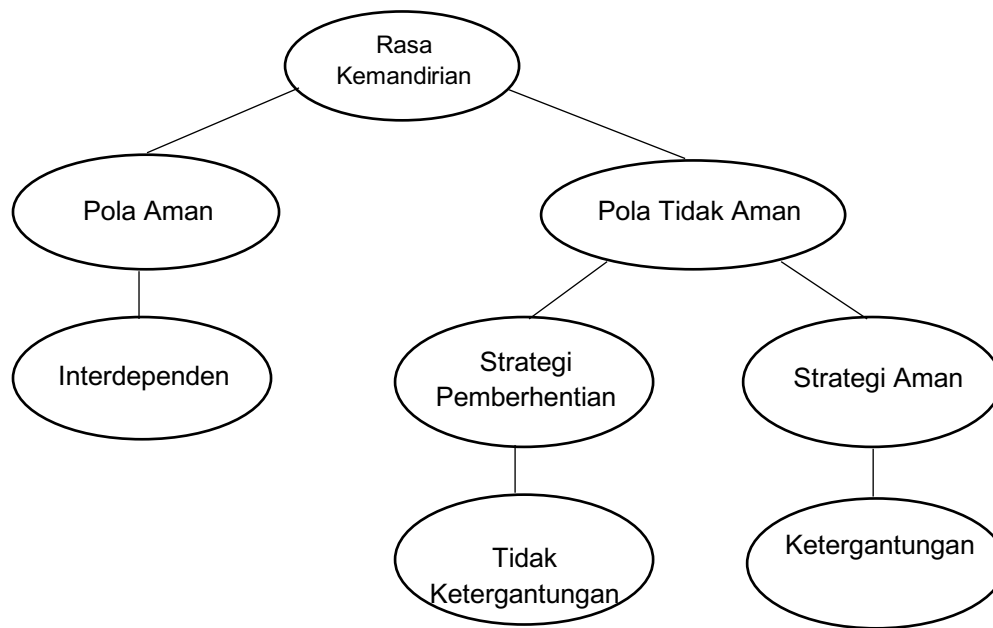 Rasa
Kemandirian
Pola Aman
Pola Tidak Aman
Interdependen
Strategi
Pemberhentian
Strategi Aman
Tidak
Ketergantungan
Ketergantungan